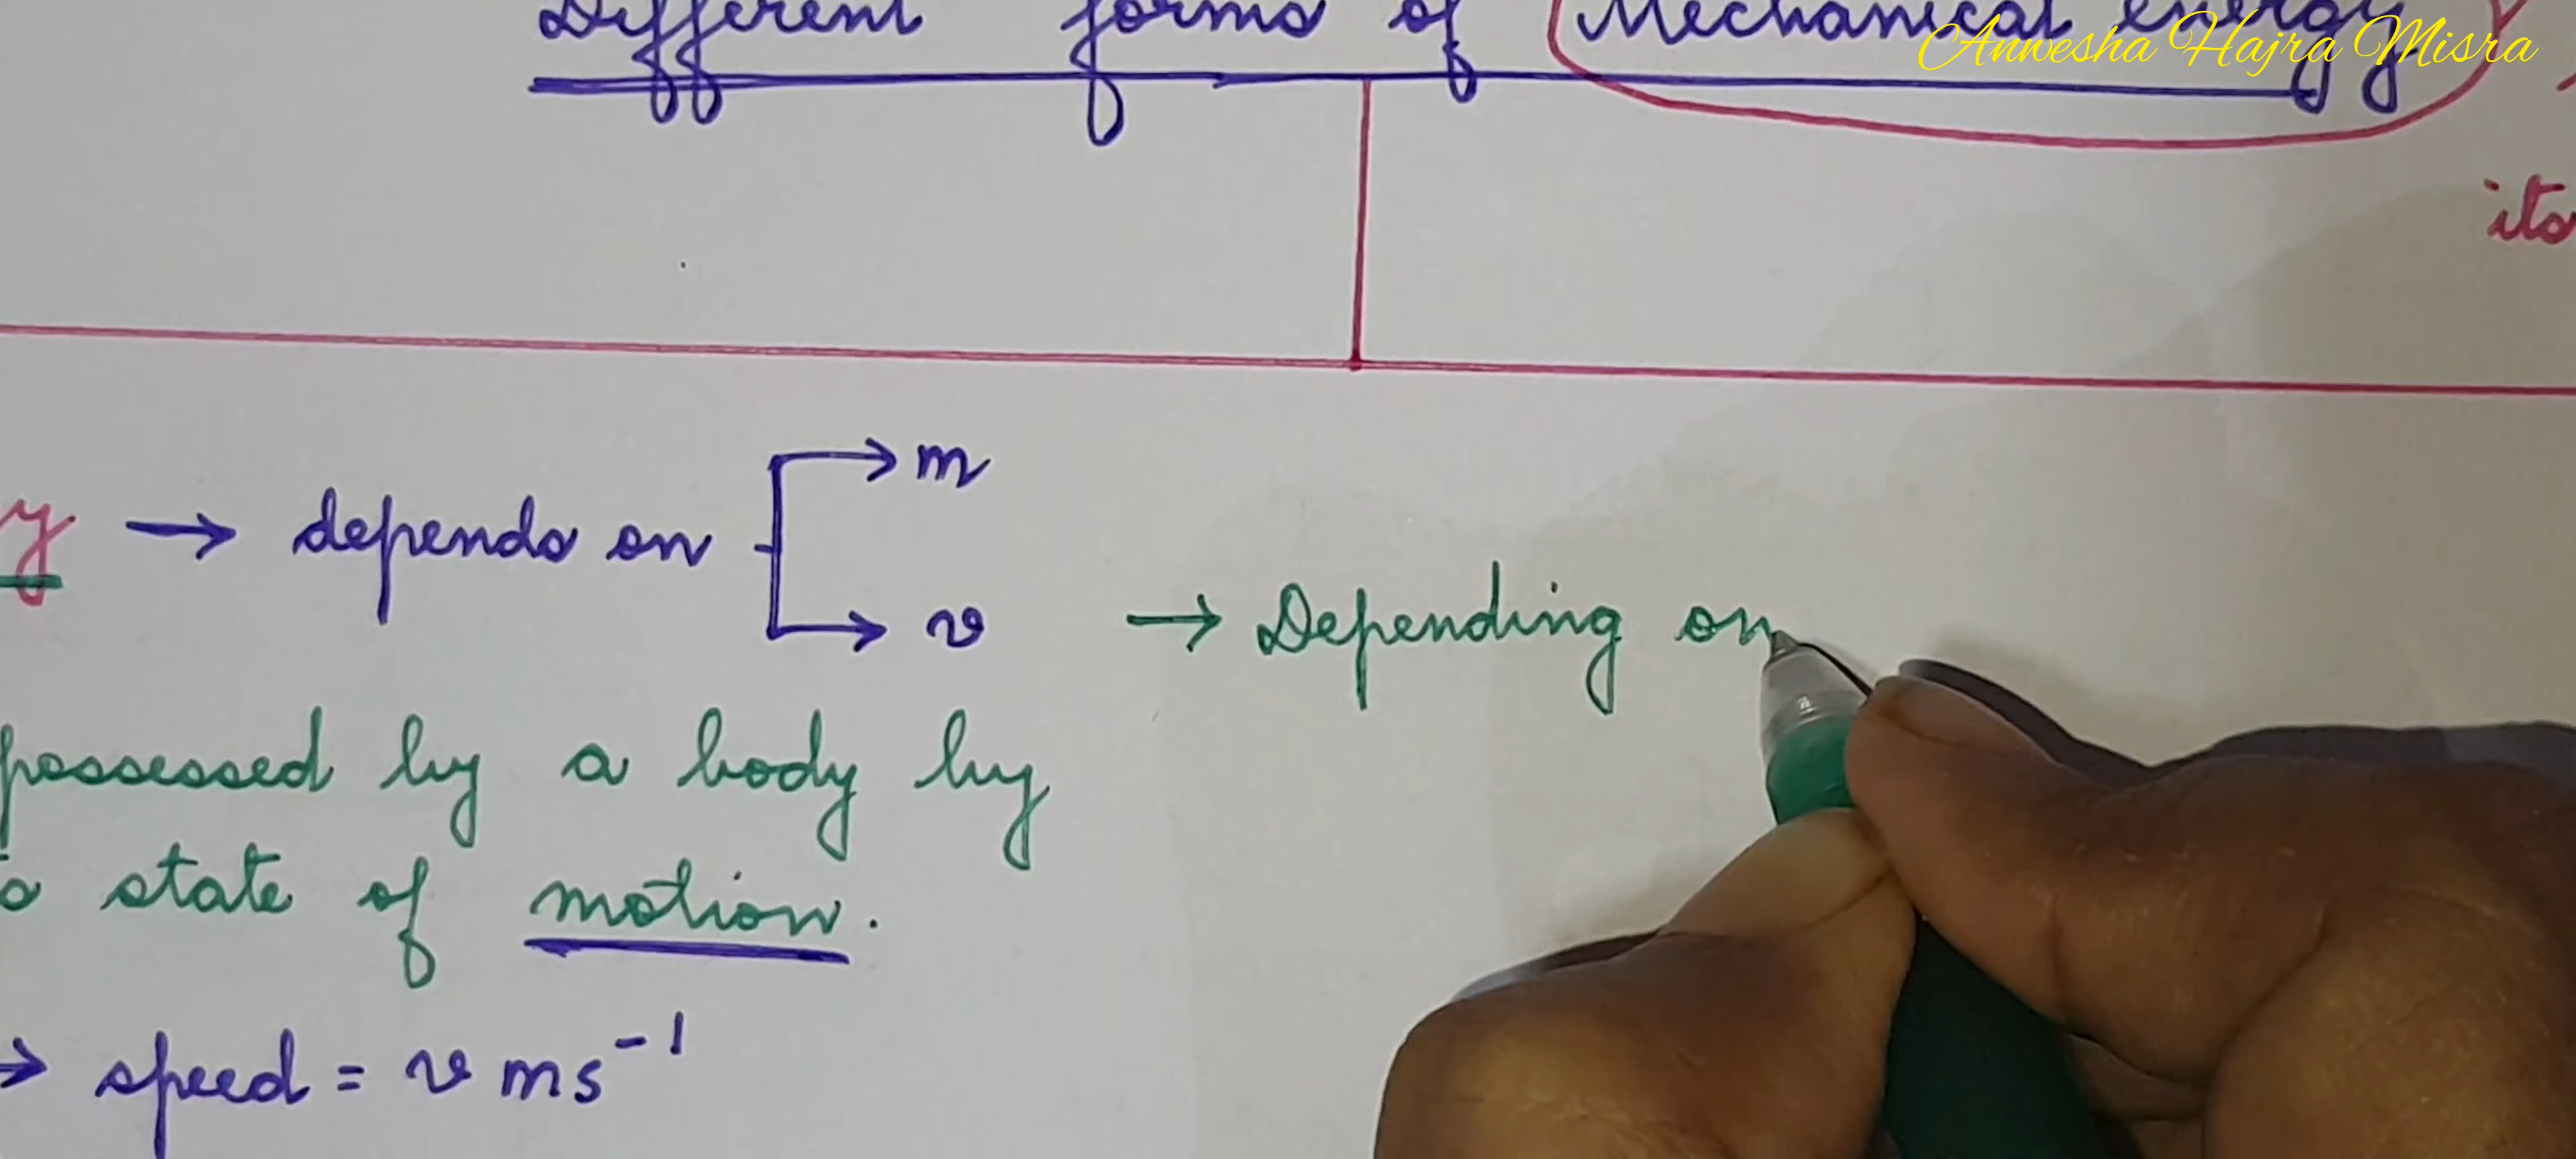 Different forms of Mechanical energy
Anwesha Hajra Misra
its
y → depends on → m
→ v
→ Depending on
possessed by a body by
state of motion.
→ speed = v ms⁻¹